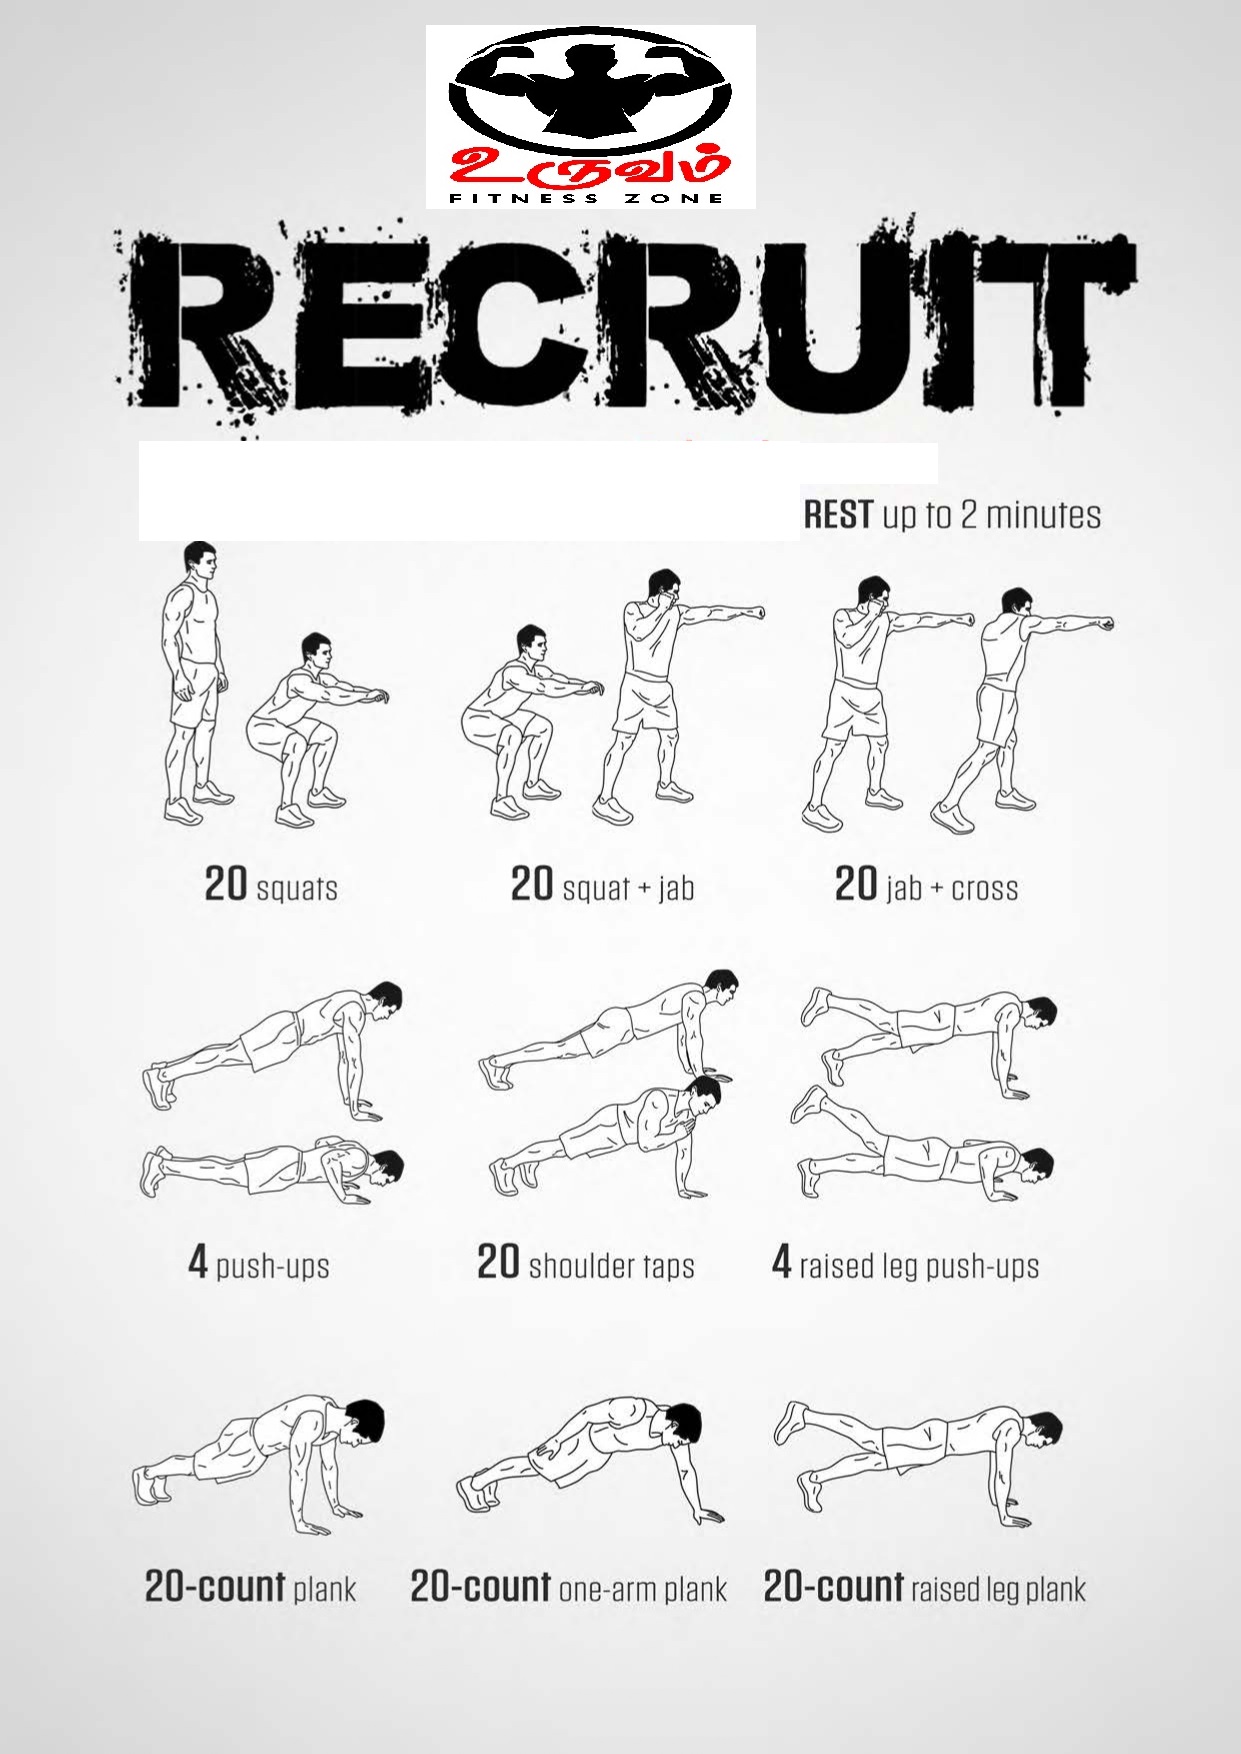 உருவம்
FITNESS ZONE
RECRUIT
REST up to 2 minutes
20 squats
20 squat + jab
20 jab + cross
4 push-ups
20 shoulder taps
4 raised leg push-ups
20-count plank
20-count one-arm plank
20-count raised leg plank